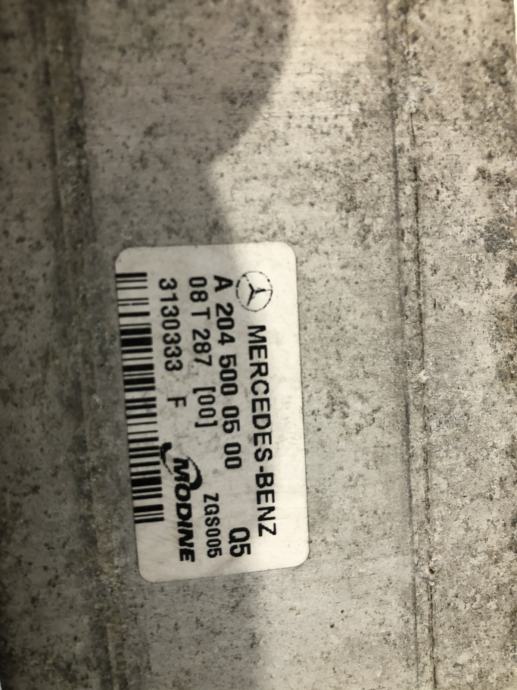 MERCEDES-BENZ
A 204 500 05 00 Q5
08 T 287 [00] ZGS005
3130333 F MODINE